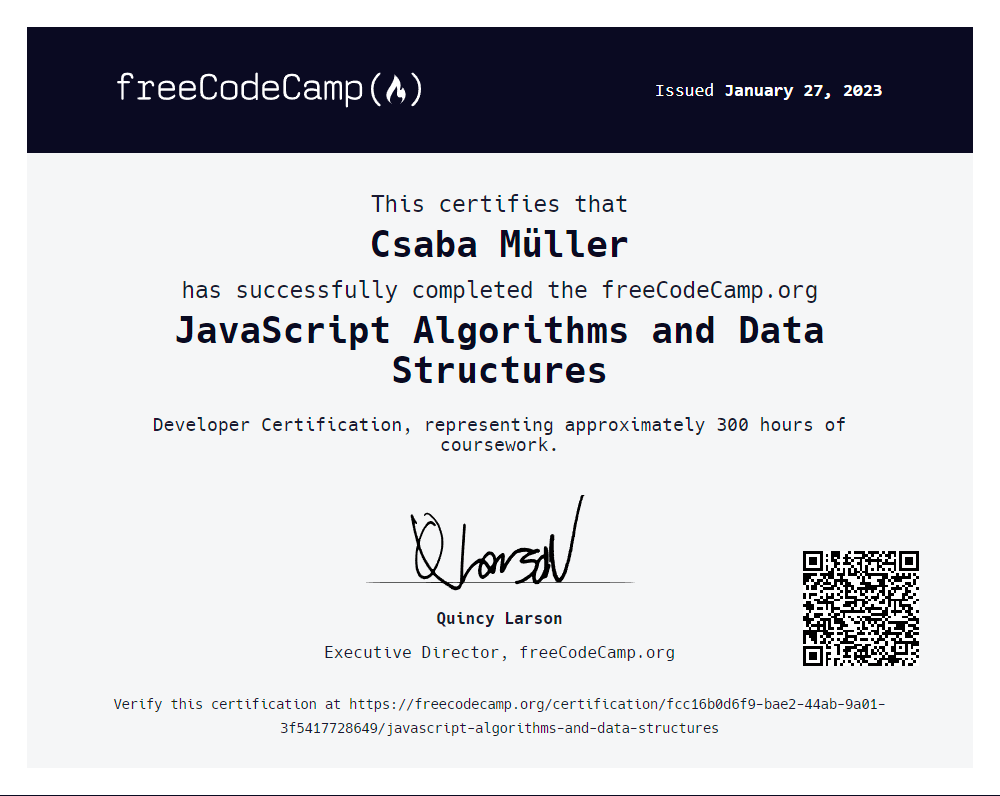 freeCodeCamp
Issued January 27, 2023
This certifies that
Csaba Müller
has successfully completed the freeCodeCamp.org
JavaScript Algorithms and Data
Structures
Developer Certification, representing approximately 300 hours of
coursework.
Q Larson
Quincy Larson
Executive Director, freeCodeCamp.org
Verify this certification at https://freecodecamp.org/certification/fcc16b0d6f9-bae2-44ab-9a01-
3f5417728649/javascript-algorithms-and-data-structures